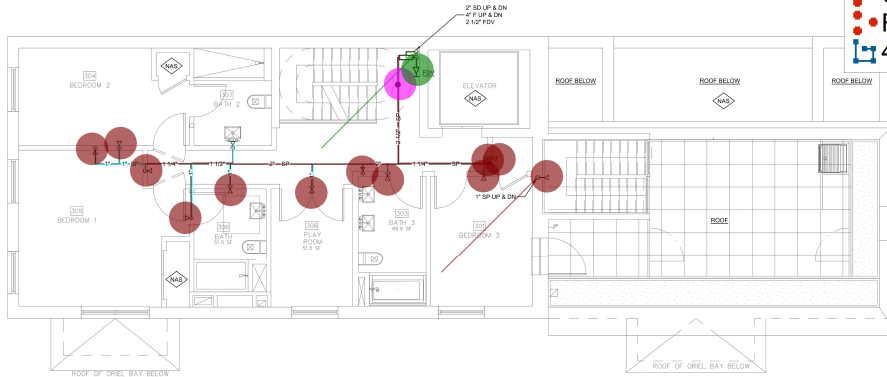 2" SD UP & DN
4" F UP & DN
2 1/2" FDV
FDV
304
BEDROOM 2
NAS
307
BATH 2
ELEVATOR
NAS
ROOF BELOW
ROOF BELOW
ROOF BELOW
NAS
2 1/2"
SP
1"
1"
SP
1 1/4"
1 1/2"
2"
SP
2"
1 1/4"
SP
1" SP UP & DN
305
BEDROOM 1
308
BATH
51.5 SF
306
PLAY
ROOM
51.5 SF
303
BATH 3
69.5 SF
301
BEDROOM 3
ROOF
NAS
ROOF OF ORIEL BAY BELOW
ROOF OF ORIEL BAY BELOW